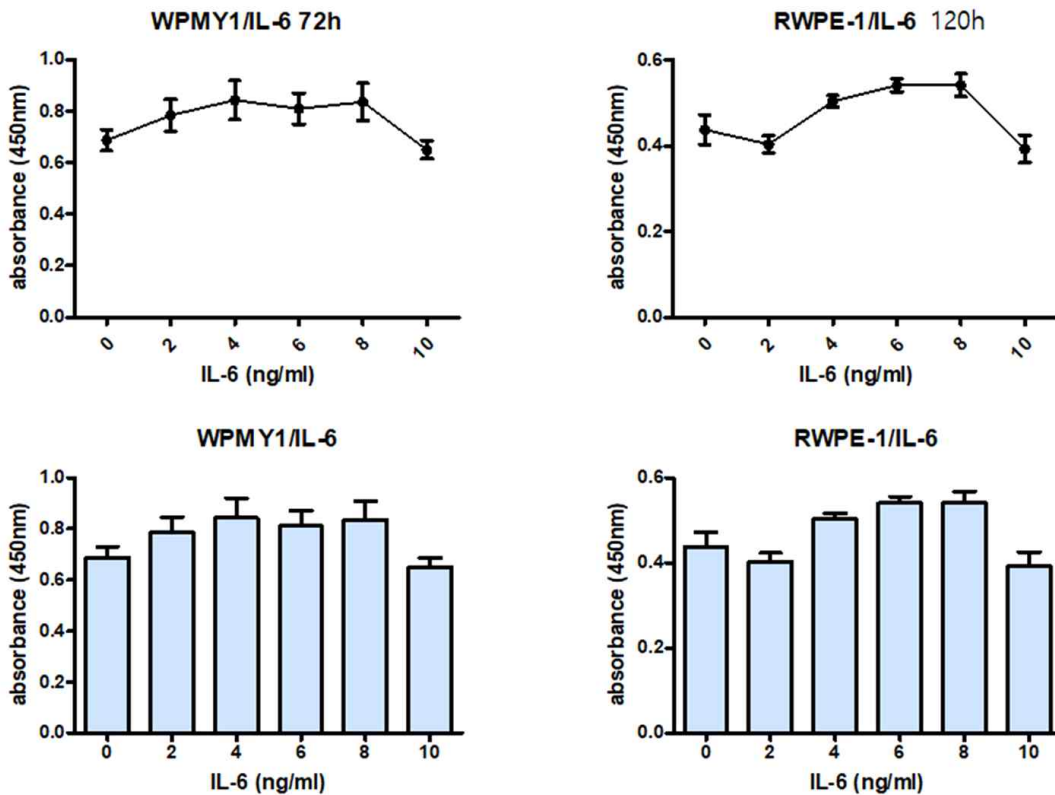 WPMY1/IL-6 72h
absorbance (450nm)
1.0
0.8
0.6
0.4
0.2
0.0
0 2 4 6 8 10
IL-6 (ng/ml)
RWPE-1/IL-6 120h
absorbance (450nm)
0.6
0.4
0.2
0.0
0 2 4 6 8 10
IL-6 (ng/ml)
WPMY1/IL-6
absorbance (450nm)
1.0
0.8
0.6
0.4
0.2
0.0
0 2 4 6 8 10
IL-6 (ng/ml)
RWPE-1/IL-6
absorbance (450nm)
0.6
0.4
0.2
0.0
0 2 4 6 8 10
IL-6 (ng/ml)